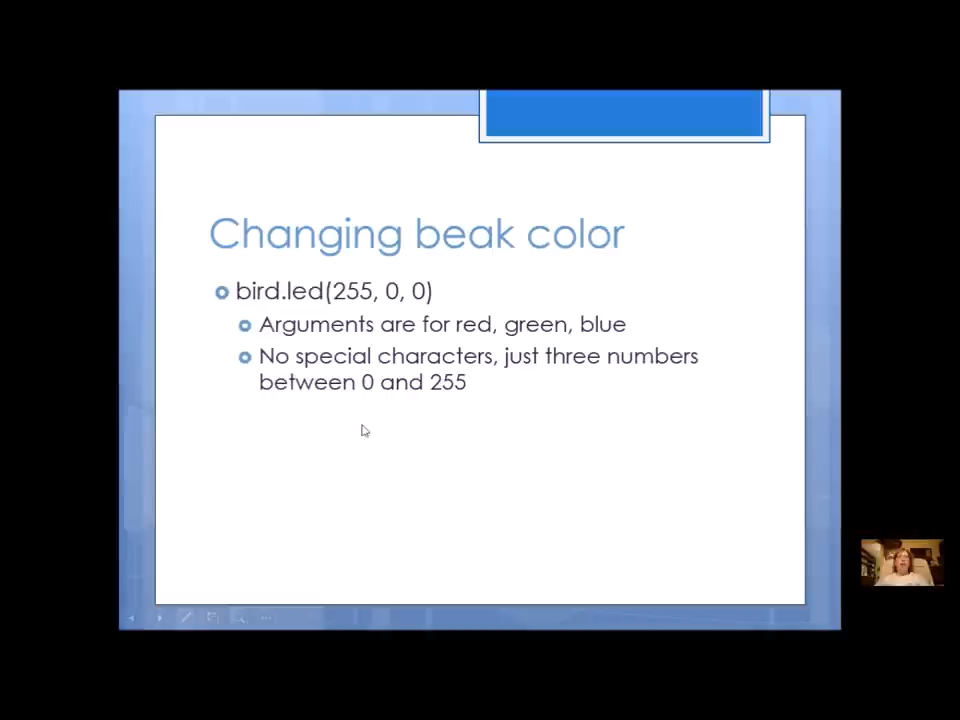 Changing beak color
bird.led(255, 0, 0)
Arguments are for red, green, blue
No special characters, just three numbers
between 0 and 255